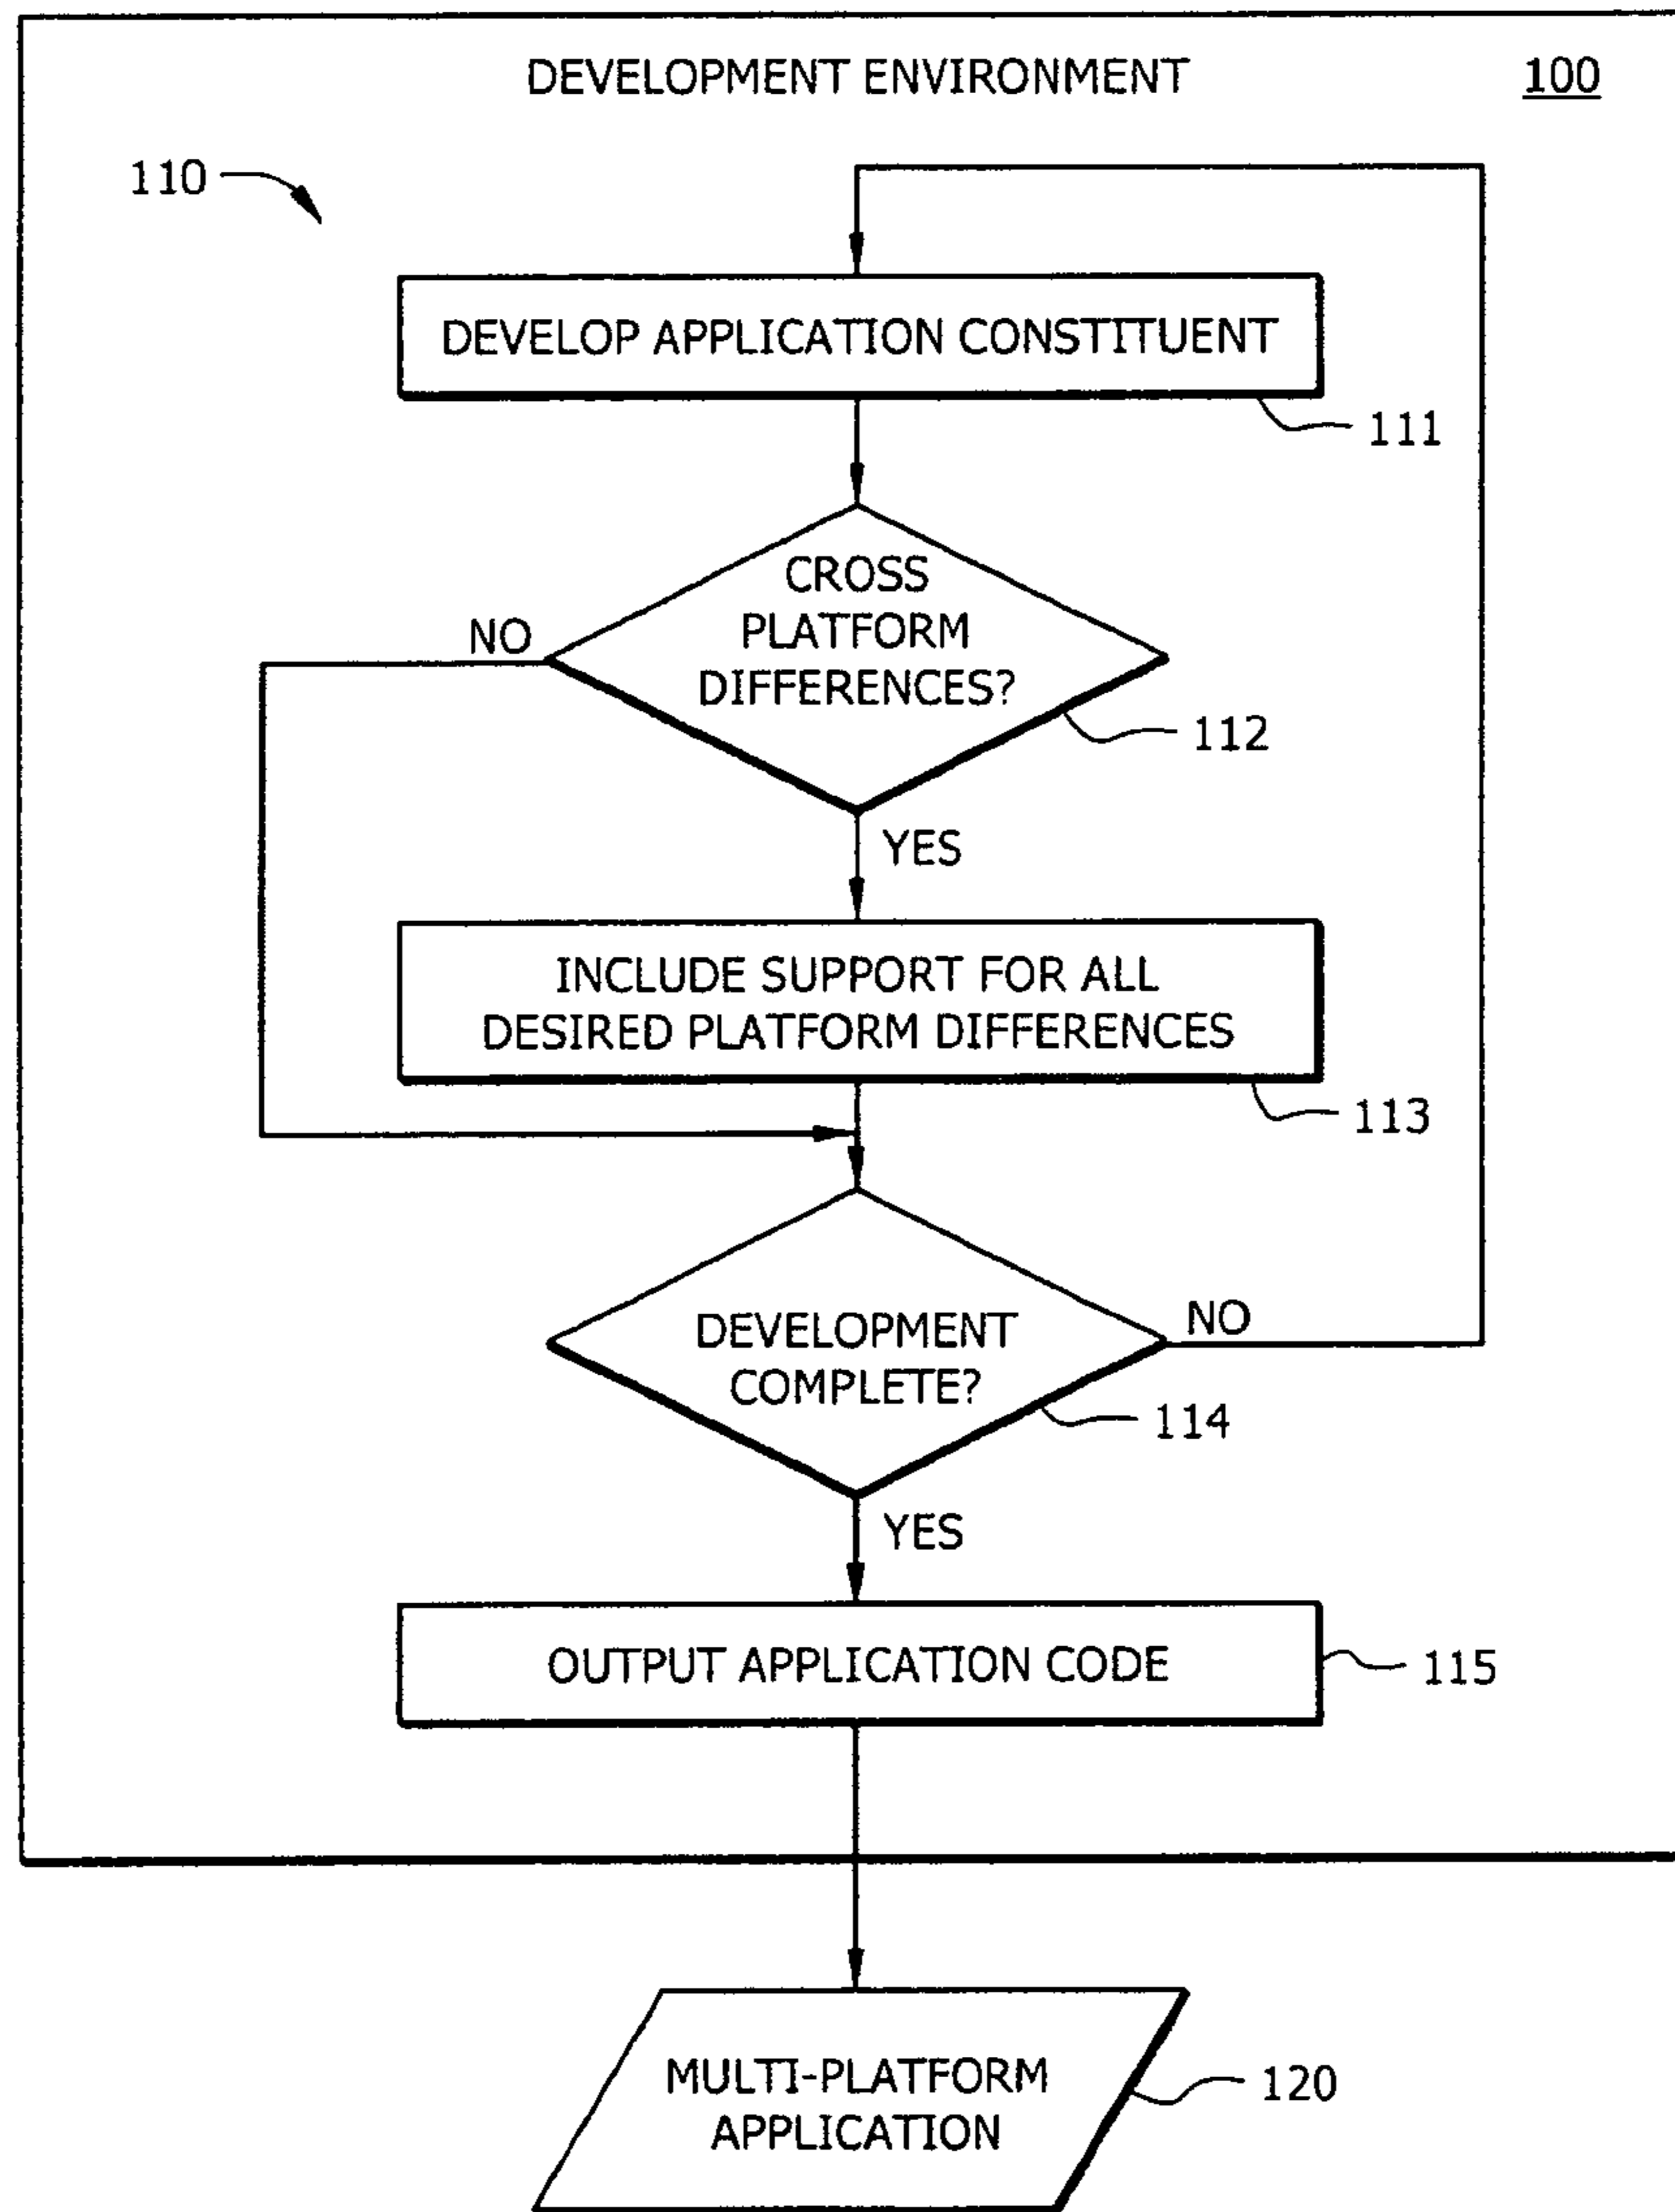 DEVELOPMENT ENVIRONMENT
100
110
DEVELOP APPLICATION CONSTITUENT
111
CROSS
PLATFORM
DIFFERENCES?
NO
112
YES
INCLUDE SUPPORT FOR ALL
DESIRED PLATFORM DIFFERENCES
113
DEVELOPMENT
COMPLETE?
NO
114
YES
OUTPUT APPLICATION CODE
115
MULTI-PLATFORM
APPLICATION
120